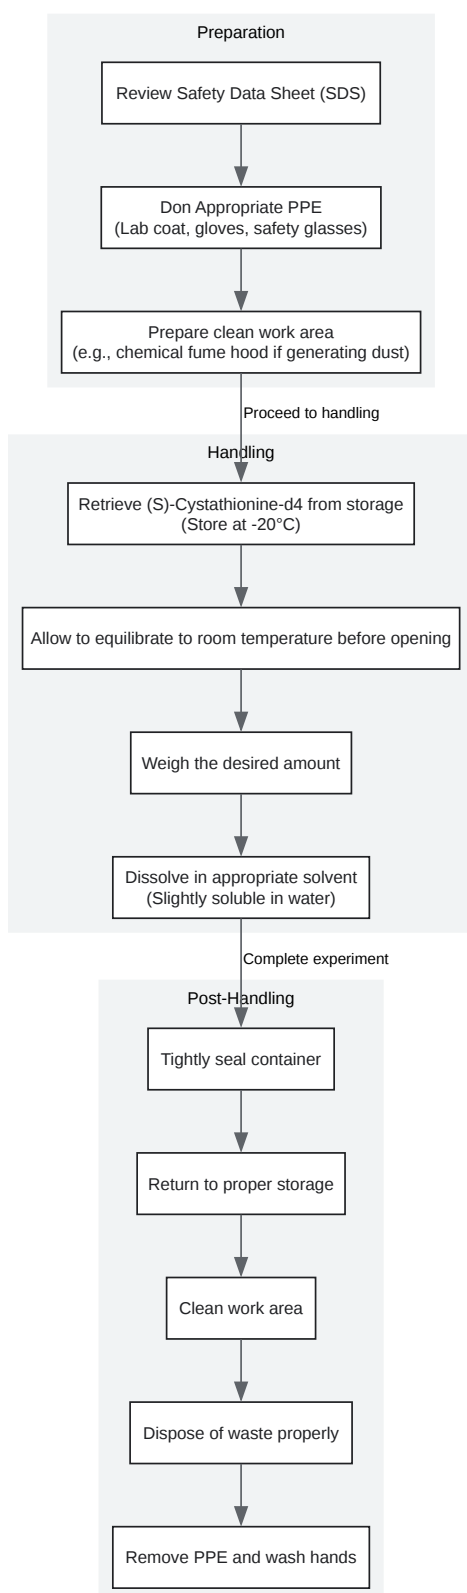 Preparation
Review Safety Data Sheet (SDS)
Don Appropriate PPE
(Lab coat, gloves, safety glasses)
Prepare clean work area
(e.g., chemical fume hood if generating dust)
Proceed to handling
Handling
Retrieve (S)-Cystathionine-d4 from storage
(Store at -20°C)
Allow to equilibrate to room temperature before opening
Weigh the desired amount
Dissolve in appropriate solvent
(Slightly soluble in water)
Complete experiment
Post-Handling
Tightly seal container
Return to proper storage
Clean work area
Dispose of waste properly
Remove PPE and wash hands